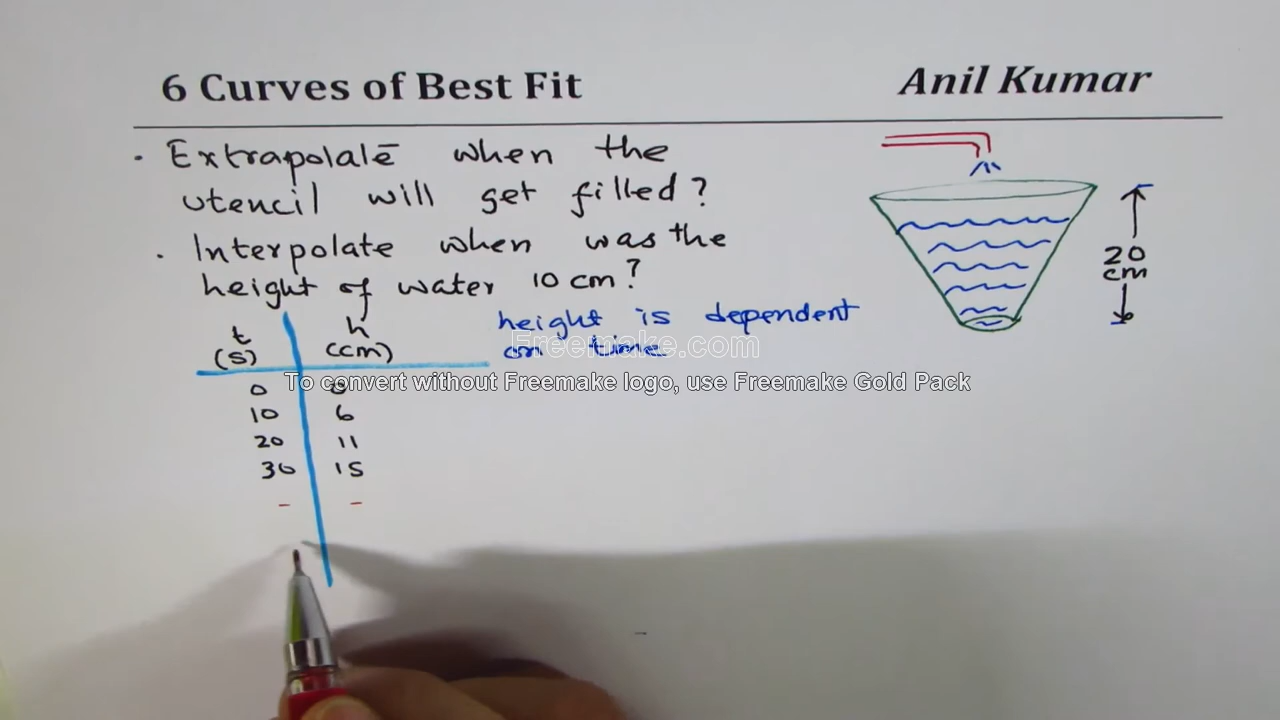 6 Curves of Best Fit
Anil Kumar
· Extrapolate when the
utencil will get filled?
· Interpolate when was the
height of water 10 cm?
20
cm
height is dependent
on time
t h
(s) (cm)
0 0
10 6
20 11
30 15
- -
Freemake.com
To convert without Freemake logo, use Freemake Gold Pack